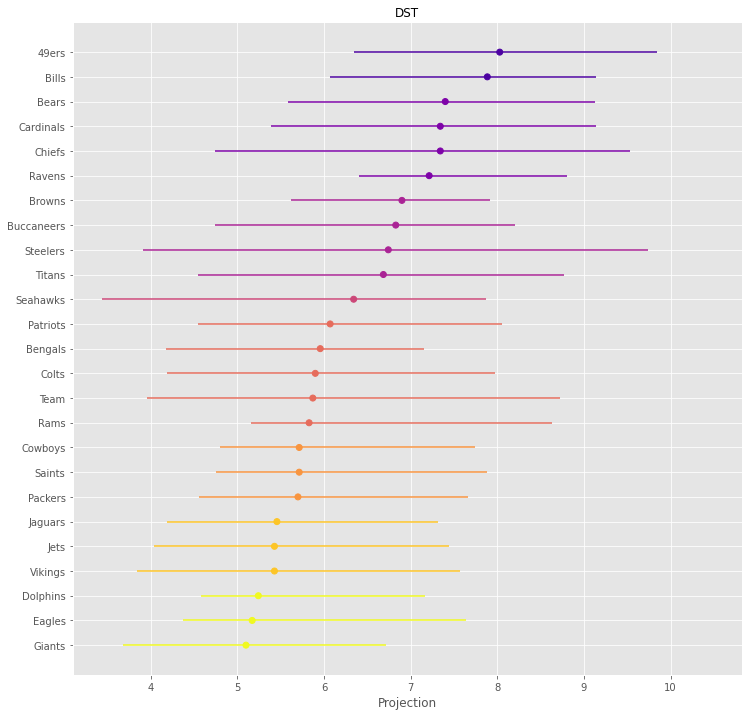 DST
49ers
Bills
Bears
Cardinals
Chiefs
Ravens
Browns
Buccaneers
Steelers
Titans
Seahawks
Patriots
Bengals
Colts
Team
Rams
Cowboys
Saints
Packers
Jaguars
Jets
Vikings
Dolphins
Eagles
Giants
4 5 6 7 8 9 10
Projection